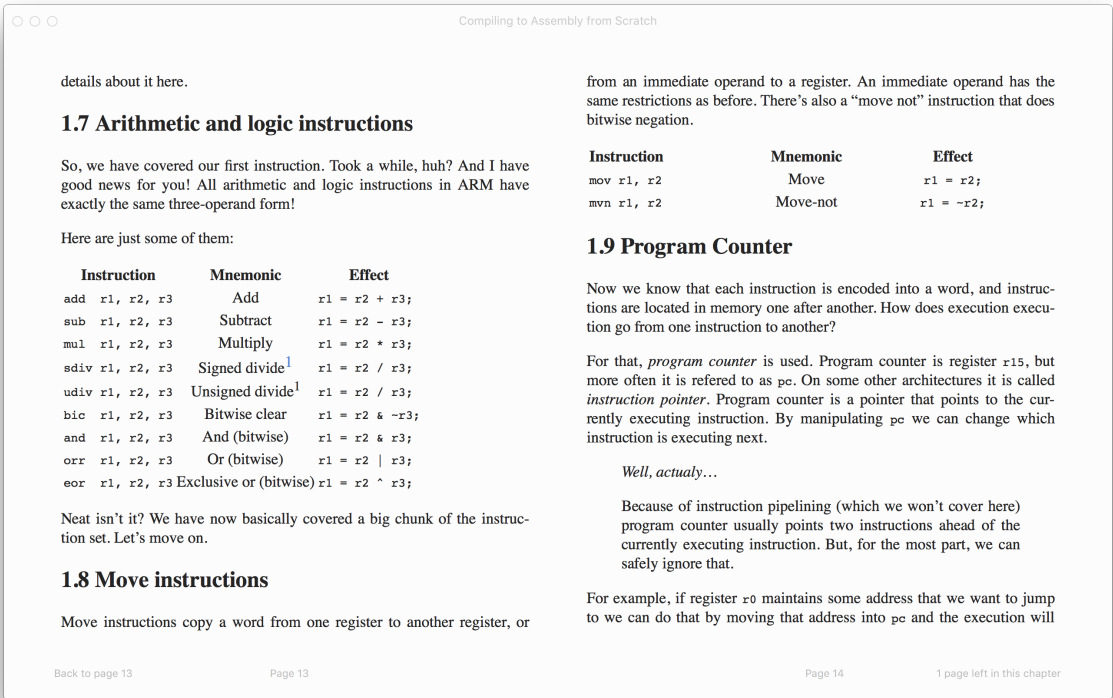 Compiling to Assembly from Scratch
details about it here.
1.7 Arithmetic and logic instructions
So, we have covered our first instruction. Took a while, huh? And I have
good news for you! All arithmetic and logic instructions in ARM have
exactly the same three-operand form!
Here are just some of them:
Instruction Mnemonic Effect
add r1, r2, r3 Add r1 = r2 + r3;
sub r1, r2, r3 Subtract r1 = r2 - r3;
mul r1, r2, r3 Multiply r1 = r2 * r3;
sdiv r1, r2, r3 Signed divide1 r1 = r2 / r3;
udiv r1, r2, r3 Unsigned divide1 r1 = r2 / r3;
bic r1, r2, r3 Bitwise clear r1 = r2 & ~r3;
and r1, r2, r3 And (bitwise) r1 = r2 & r3;
orr r1, r2, r3 Or (bitwise) r1 = r2 | r3;
eor r1, r2, r3 Exclusive or (bitwise) r1 = r2 ^ r3;
Neat isn't it? We have now basically covered a big chunk of the instruc-
tion set. Let's move on.
1.8 Move instructions
Move instructions copy a word from one register to another register, or
from an immediate operand to a register. An immediate operand has the
same restrictions as before. There's also a "move not" instruction that does
bitwise negation.
Instruction Mnemonic Effect
mov r1, r2 Move r1 = r2;
mvn r1, r2 Move-not r1 = ~r2;
1.9 Program Counter
Now we know that each instruction is encoded into a word, and instruc-
tions are located in memory one after another. How does execution execu-
tion go from one instruction to another?
For that, program counter is used. Program counter is register r15, but
more often it is refered to as pc. On some other architectures it is called
instruction pointer. Program counter is a pointer that points to the cur-
rently executing instruction. By manipulating pc we can change which
instruction is executing next.
Well, actualy…
Because of instruction pipelining (which we won't cover here)
program counter usually points two instructions ahead of the
currently executing instruction. But, for the most part, we can
safely ignore that.
For example, if register r0 maintains some address that we want to jump
to we can do that by moving that address into pc and the execution will
Back to page 13 Page 13 Page 14 1 page left in this chapter